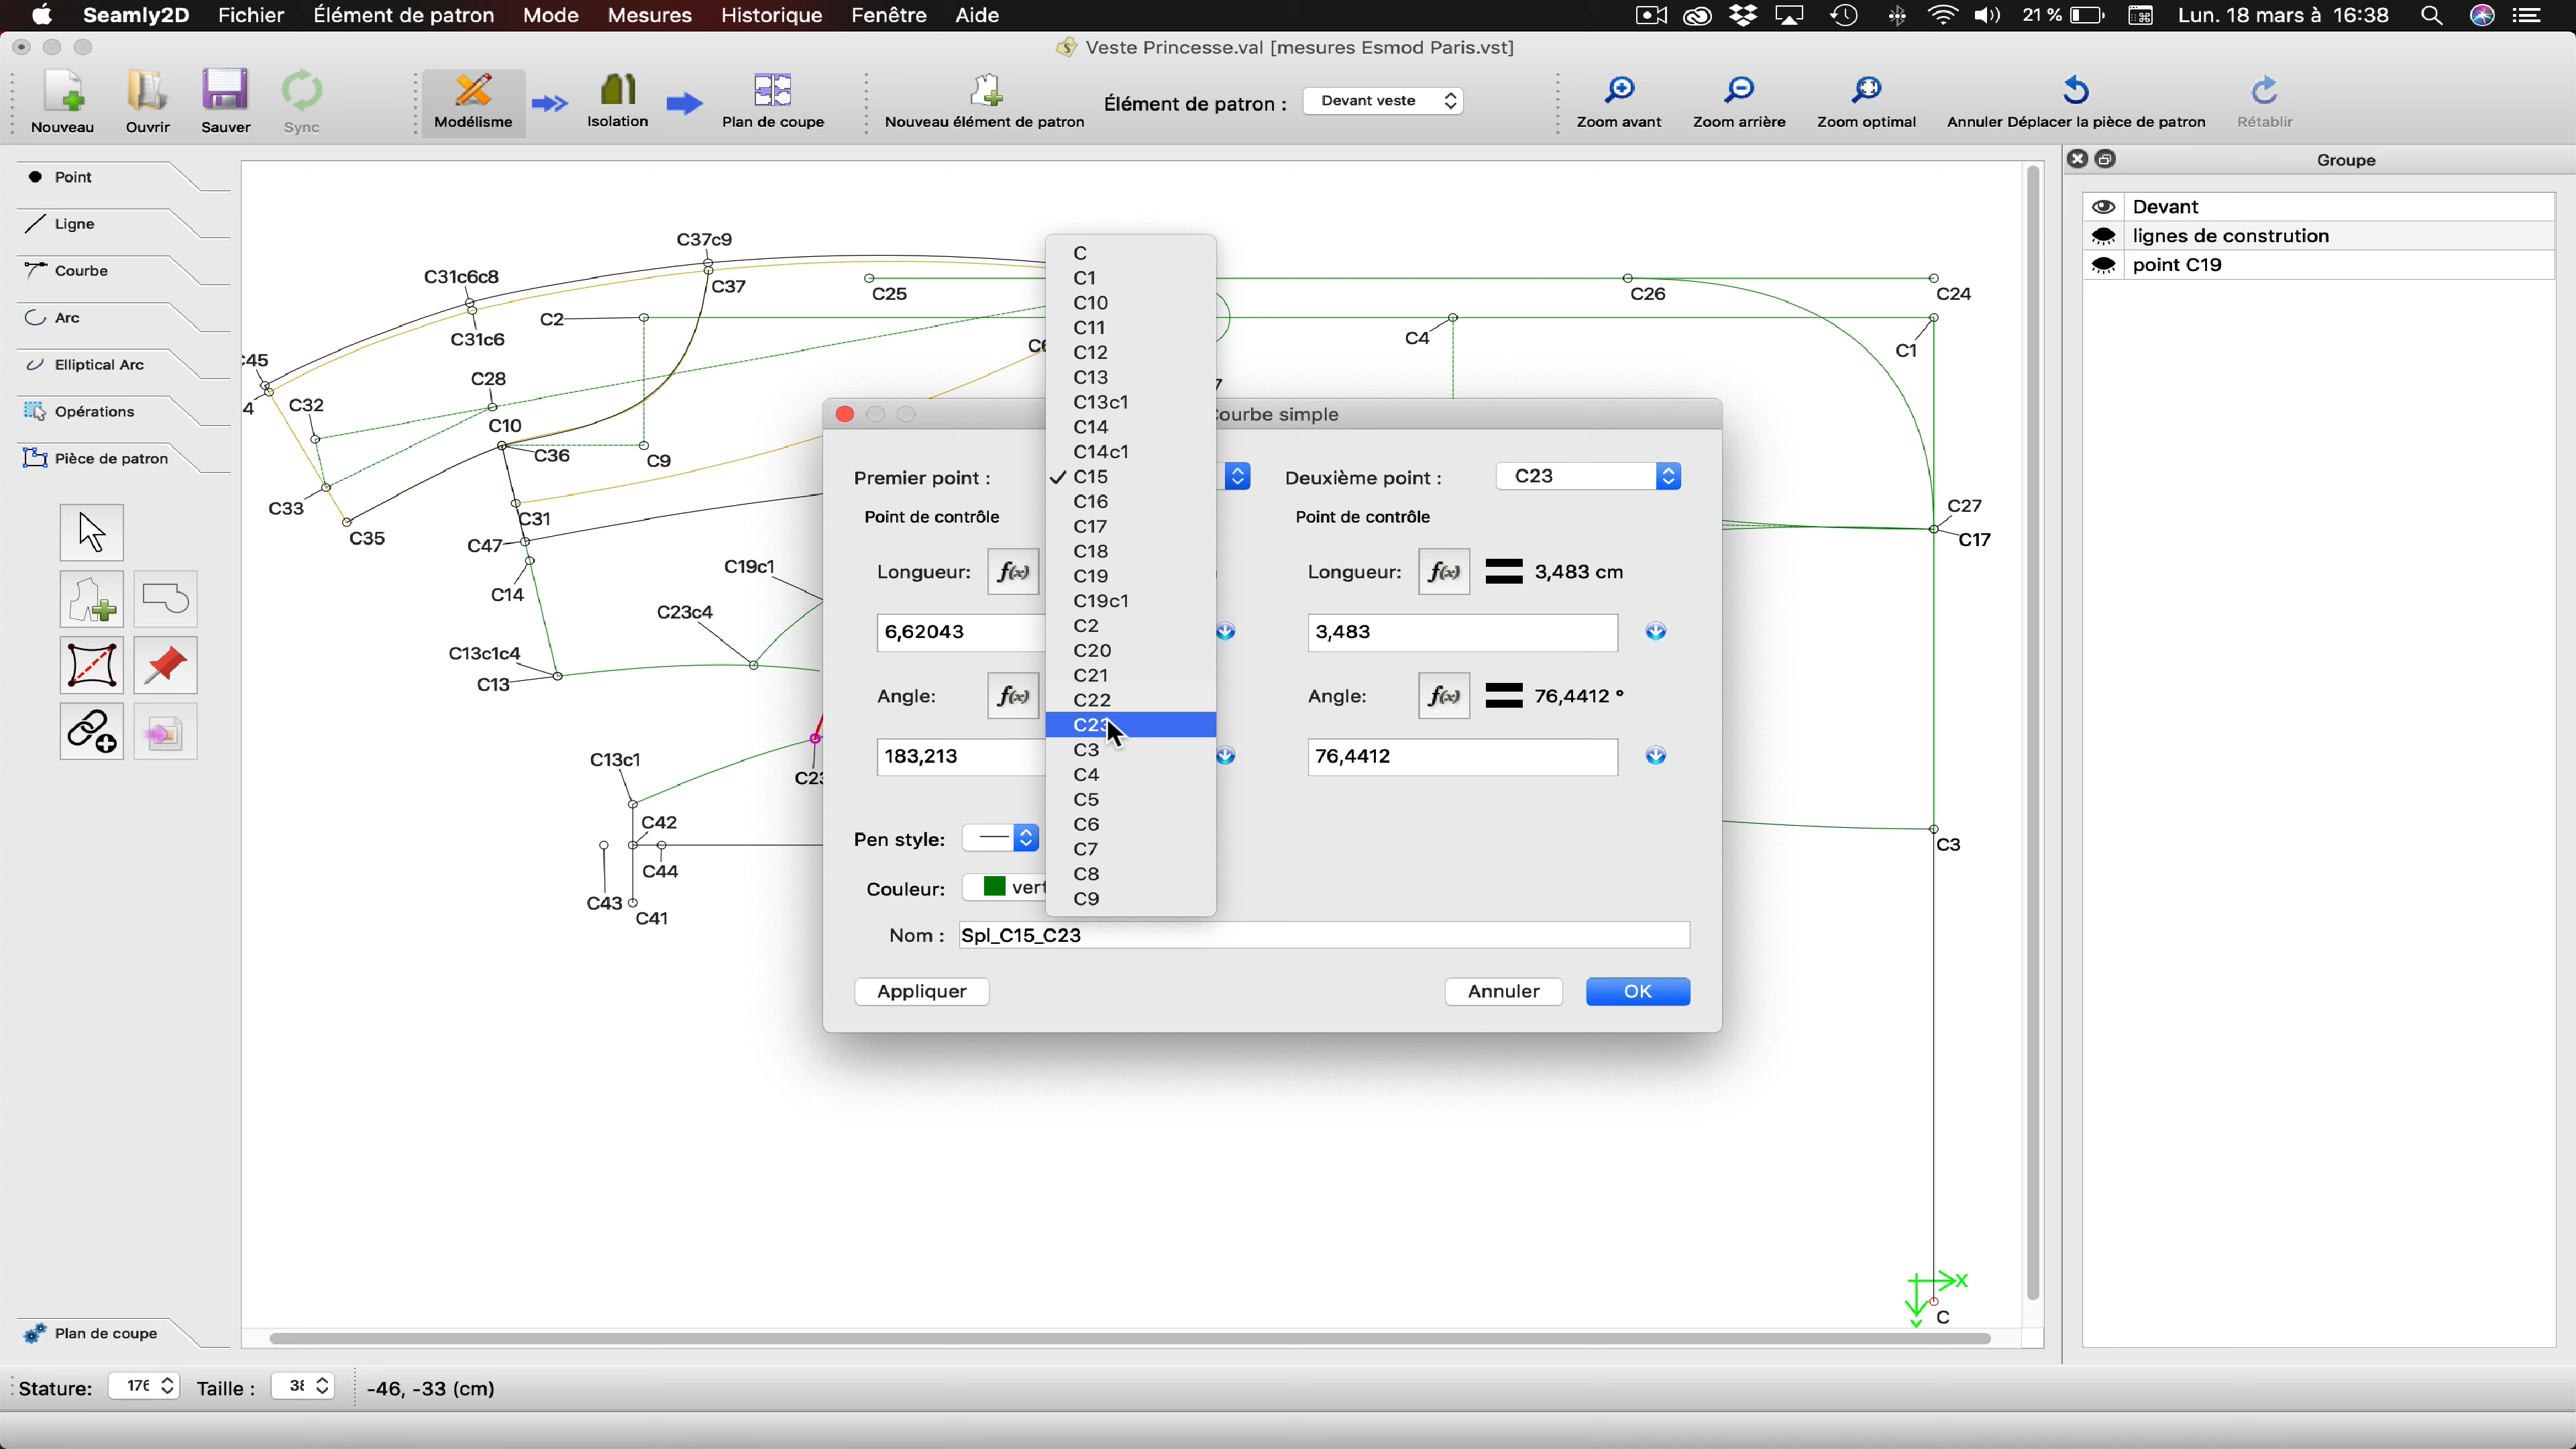 Seamly2D Fichier Élément de patron Mode Mesures Historique Fenêtre Aide 21 % Lun. 18 mars à 16:38
Veste Princesse.val [mesures Esmod Paris.vst]
Nouveau Ouvrir Sauver Sync Modélisme Isolation Plan de coupe Nouveau élément de patron Élément de patron : Devant veste Zoom avant Zoom arrière Zoom optimal Annuler Déplacer la pièce de patron Rétablir
Point
Ligne
Courbe
Arc
Elliptical Arc
Opérations
Pièce de patron
Plan de coupe
Groupe
Devant
lignes de constrution
point C19
C37c9
C31c6c8
C37
C25
C26
C24
C2
C31c6
C4
C1
C28
C32
C10
C36
C9
C33
C31
C35
C47
C27
C17
C19c1
C14
C23c4
C13c1c4
C13
C13c1
C42
C44
C43
C41
C3
x
C
C
C1
C10
C11
C12
C13
C13c1
C14
C14c1
✓ C15
C16
C17
C18
C19
C19c1
C2
C20
C21
C22
C23
C3
C4
C5
C6
C7
C8
C9
Premier point : Deuxième point : C23
Point de contrôle Point de contrôle
Longueur: f(x) Longueur: f(x) 3,483 cm
6,62043 3,483
Angle: f(x) Angle: f(x) 76,4412 °
183,213 76,4412
Pen style:
Couleur: vert
Nom : Spl_C15_C23
Appliquer Annuler OK
Stature: 176 Taille : -46, -33 (cm)